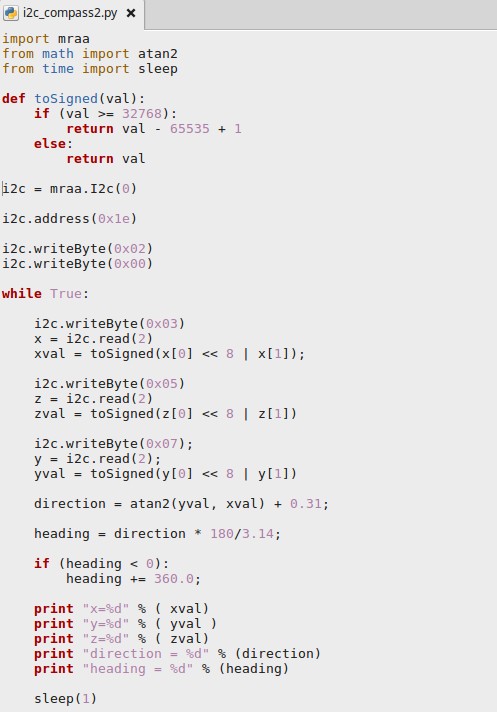 i2c_compass2.py ✕
import mraa
from math import atan2
from time import sleep

def toSigned(val):
    if (val >= 32768):
        return val - 65535 + 1
    else:
        return val

i2c = mraa.I2c(0)

i2c.address(0x1e)

i2c.writeByte(0x02)
i2c.writeByte(0x00)

while True:

    i2c.writeByte(0x03)
    x = i2c.read(2)
    xval = toSigned(x[0] << 8 | x[1]);

    i2c.writeByte(0x05)
    z = i2c.read(2)
    zval = toSigned(z[0] << 8 | z[1])

    i2c.writeByte(0x07);
    y = i2c.read(2);
    yval = toSigned(y[0] << 8 | y[1])

    direction = atan2(yval, xval) + 0.31;

    heading = direction * 180/3.14;

    if (heading < 0):
        heading += 360.0;

    print "x=%d" % ( xval)
    print "y=%d" % ( yval )
    print "z=%d" % ( zval)
    print "direction = %d" % (direction)
    print "heading = %d" % (heading)

    sleep(1)